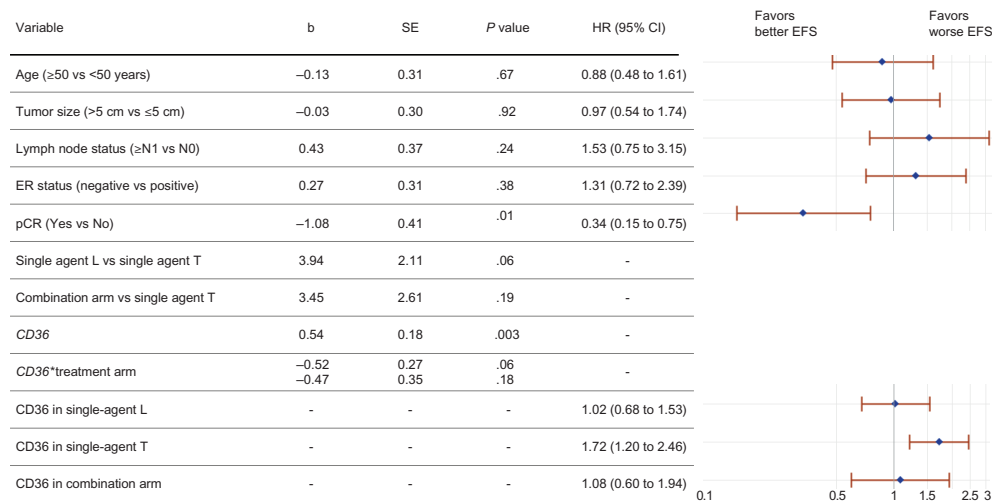 Variable b SE P value HR (95% CI) Favors better EFS Favors worse EFS
Age (≥50 vs <50 years) –0.13 0.31 .67 0.88 (0.48 to 1.61)
Tumor size (>5 cm vs ≤5 cm) –0.03 0.30 .92 0.97 (0.54 to 1.74)
Lymph node status (≥N1 vs N0) 0.43 0.37 .24 1.53 (0.75 to 3.15)
ER status (negative vs positive) 0.27 0.31 .38 1.31 (0.72 to 2.39)
pCR (Yes vs No) –1.08 0.41 .01 0.34 (0.15 to 0.75)
Single agent L vs single agent T 3.94 2.11 .06 -
Combination arm vs single agent T 3.45 2.61 .19 -
CD36 0.54 0.18 .003 -
CD36*treatment arm –0.52 0.27 .06 -
–0.47 0.35 .18
CD36 in single-agent L - - - 1.02 (0.68 to 1.53)
CD36 in single-agent T - - - 1.72 (1.20 to 2.46)
CD36 in combination arm - - - 1.08 (0.60 to 1.94)
0.1 0.5 1 1.5 2.5 3